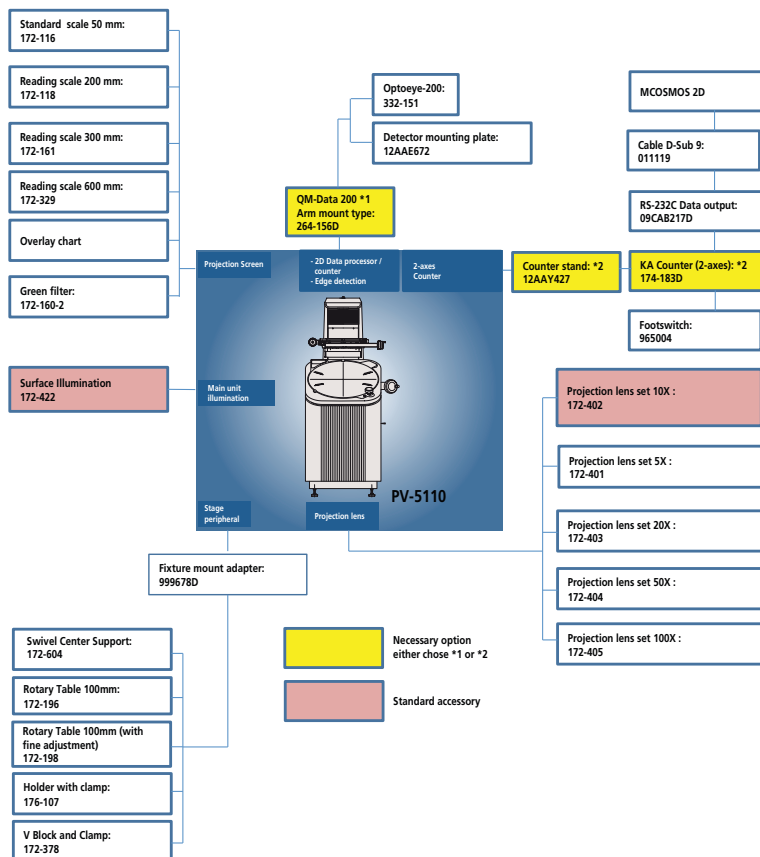 Standard scale 50 mm:
172-116
Reading scale 200 mm:
172-118
Reading scale 300 mm:
172-161
Reading scale 600 mm:
172-329
Overlay chart
Green filter:
172-160-2
Surface Illumination
172-422
Optoeye-200:
332-151
Detector mounting plate:
12AAE672
QM-Data 200 *1
Arm mount type:
264-156D
MCOSMOS 2D
Cable D-Sub 9:
011119
RS-232C Data output:
09CAB217D
Counter stand: *2
12AAY427
KA Counter (2-axes): *2
174-183D
Footswitch:
965004
Projection Screen
- 2D Data processor /
counter
- Edge detection
2-axes
Counter
Main unit
illumination
PV-5110
Stage
peripheral
Projection lens
Projection lens set 10X :
172-402
Projection lens set 5X :
172-401
Projection lens set 20X :
172-403
Projection lens set 50X :
172-404
Projection lens set 100X :
172-405
Fixture mount adapter:
999678D
Swivel Center Support:
172-604
Rotary Table 100mm:
172-196
Rotary Table 100mm (with
fine adjustment)
172-198
Holder with clamp:
176-107
V Block and Clamp:
172-378
Necessary option
either chose *1 or *2
Standard accessory